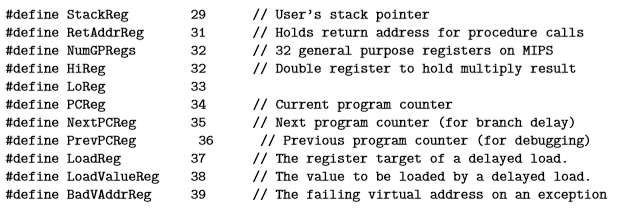 #define StackReg 29 // User's stack pointer
#define RetAddrReg 31 // Holds return address for procedure calls
#define NumGPRegs 32 // 32 general purpose registers on MIPS
#define HiReg 32 // Double register to hold multiply result
#define LoReg 33
#define PCReg 34 // Current program counter
#define NextPCReg 35 // Next program counter (for branch delay)
#define PrevPCReg 36 // Previous program counter (for debugging)
#define LoadReg 37 // The register target of a delayed load.
#define LoadValueReg 38 // The value to be loaded by a delayed load.
#define BadVAddrReg 39 // The failing virtual address on an exception